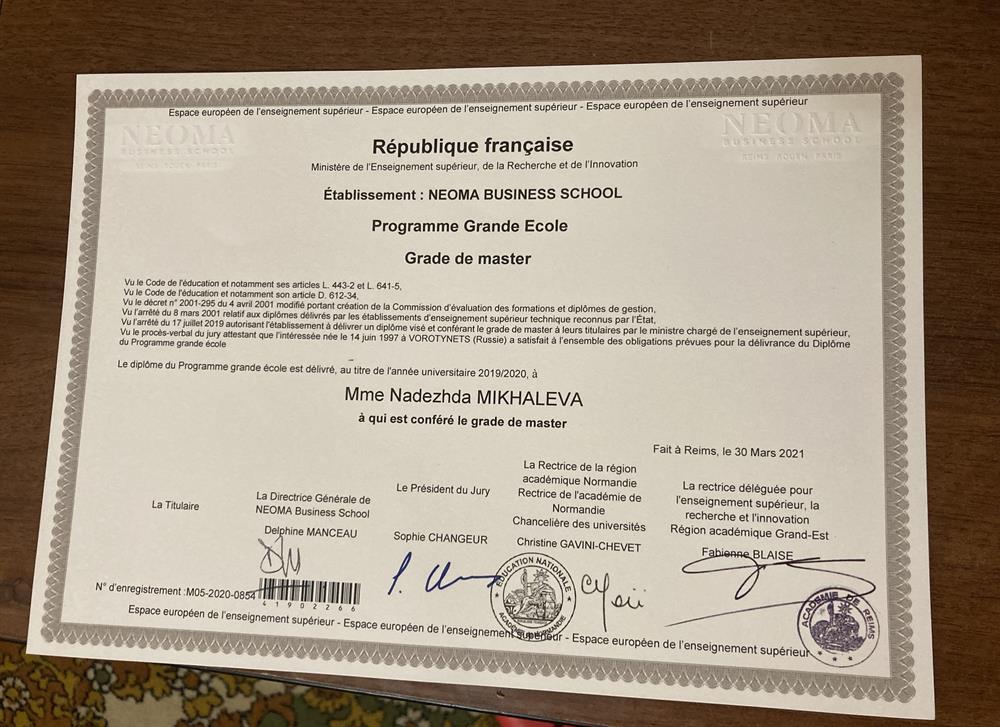 Espace européen de l'enseignement supérieur - Espace européen de l'enseignement supérieur - Espace européen de l'enseignement supérieur
NEOMA
BUSINESS SCHOOL
REIMS ROUEN PARIS
NEOMA
BUSINESS SCHOOL
REIMS ROUEN PARIS
République française
Ministère de l'Enseignement supérieur, de la Recherche et de l'Innovation
Établissement : NEOMA BUSINESS SCHOOL
Programme Grande Ecole
Grade de master
Vu le Code de l'éducation et notamment ses articles L. 443-2 et L. 641-5,
Vu le Code de l'éducation et notamment son article D. 612-34,
Vu le décret n° 2001-295 du 4 avril 2001 modifié portant création de la Commission d'évaluation des formations et diplômes de gestion,
Vu l'arrêté du 8 mars 2001 relatif aux diplômes délivrés par les établissements d'enseignement supérieur technique reconnus par l'État,
Vu l'arrêté du 17 juillet 2019 autorisant l'établissement à délivrer un diplôme visé et conférant le grade de master à leurs titulaires par le ministre chargé de l'enseignement supérieur,
Vu le procès-verbal du jury attestant que l'intéressée née le 14 juin 1997 à VOROTYNETS (Russie) a satisfait à l'ensemble des obligations prévues pour la délivrance du Diplôme
du Programme grande école
Le diplôme du Programme grande école est délivré, au titre de l'année universitaire 2019/2020, à
Mme Nadezhda MIKHALEVA
à qui est conféré le grade de master
Fait à Reims, le 30 Mars 2021
La Titulaire
La Directrice Générale de
NEOMA Business School
Delphine MANCEAU
Le Président du Jury
Sophie CHANGEUR
La Rectrice de la région
académique Normandie
Rectrice de l'académie de
Normandie
Chancelière des universités
Christine GAVINI-CHEVET
La rectrice déléguée pour
l'enseignement supérieur, la
recherche et l'innovation
Région académique Grand-Est
Fabienne BLAISE
N° d'enregistrement :M05-2020-0854
41902266
EDUCATION NATIONALE
ACADEMIE NORMANDIE
ACADEMIE DE REIMS
Espace européen de l'enseignement supérieur - Espace européen de l'enseignement supérieur - Espace européen de l'enseignement supérieur